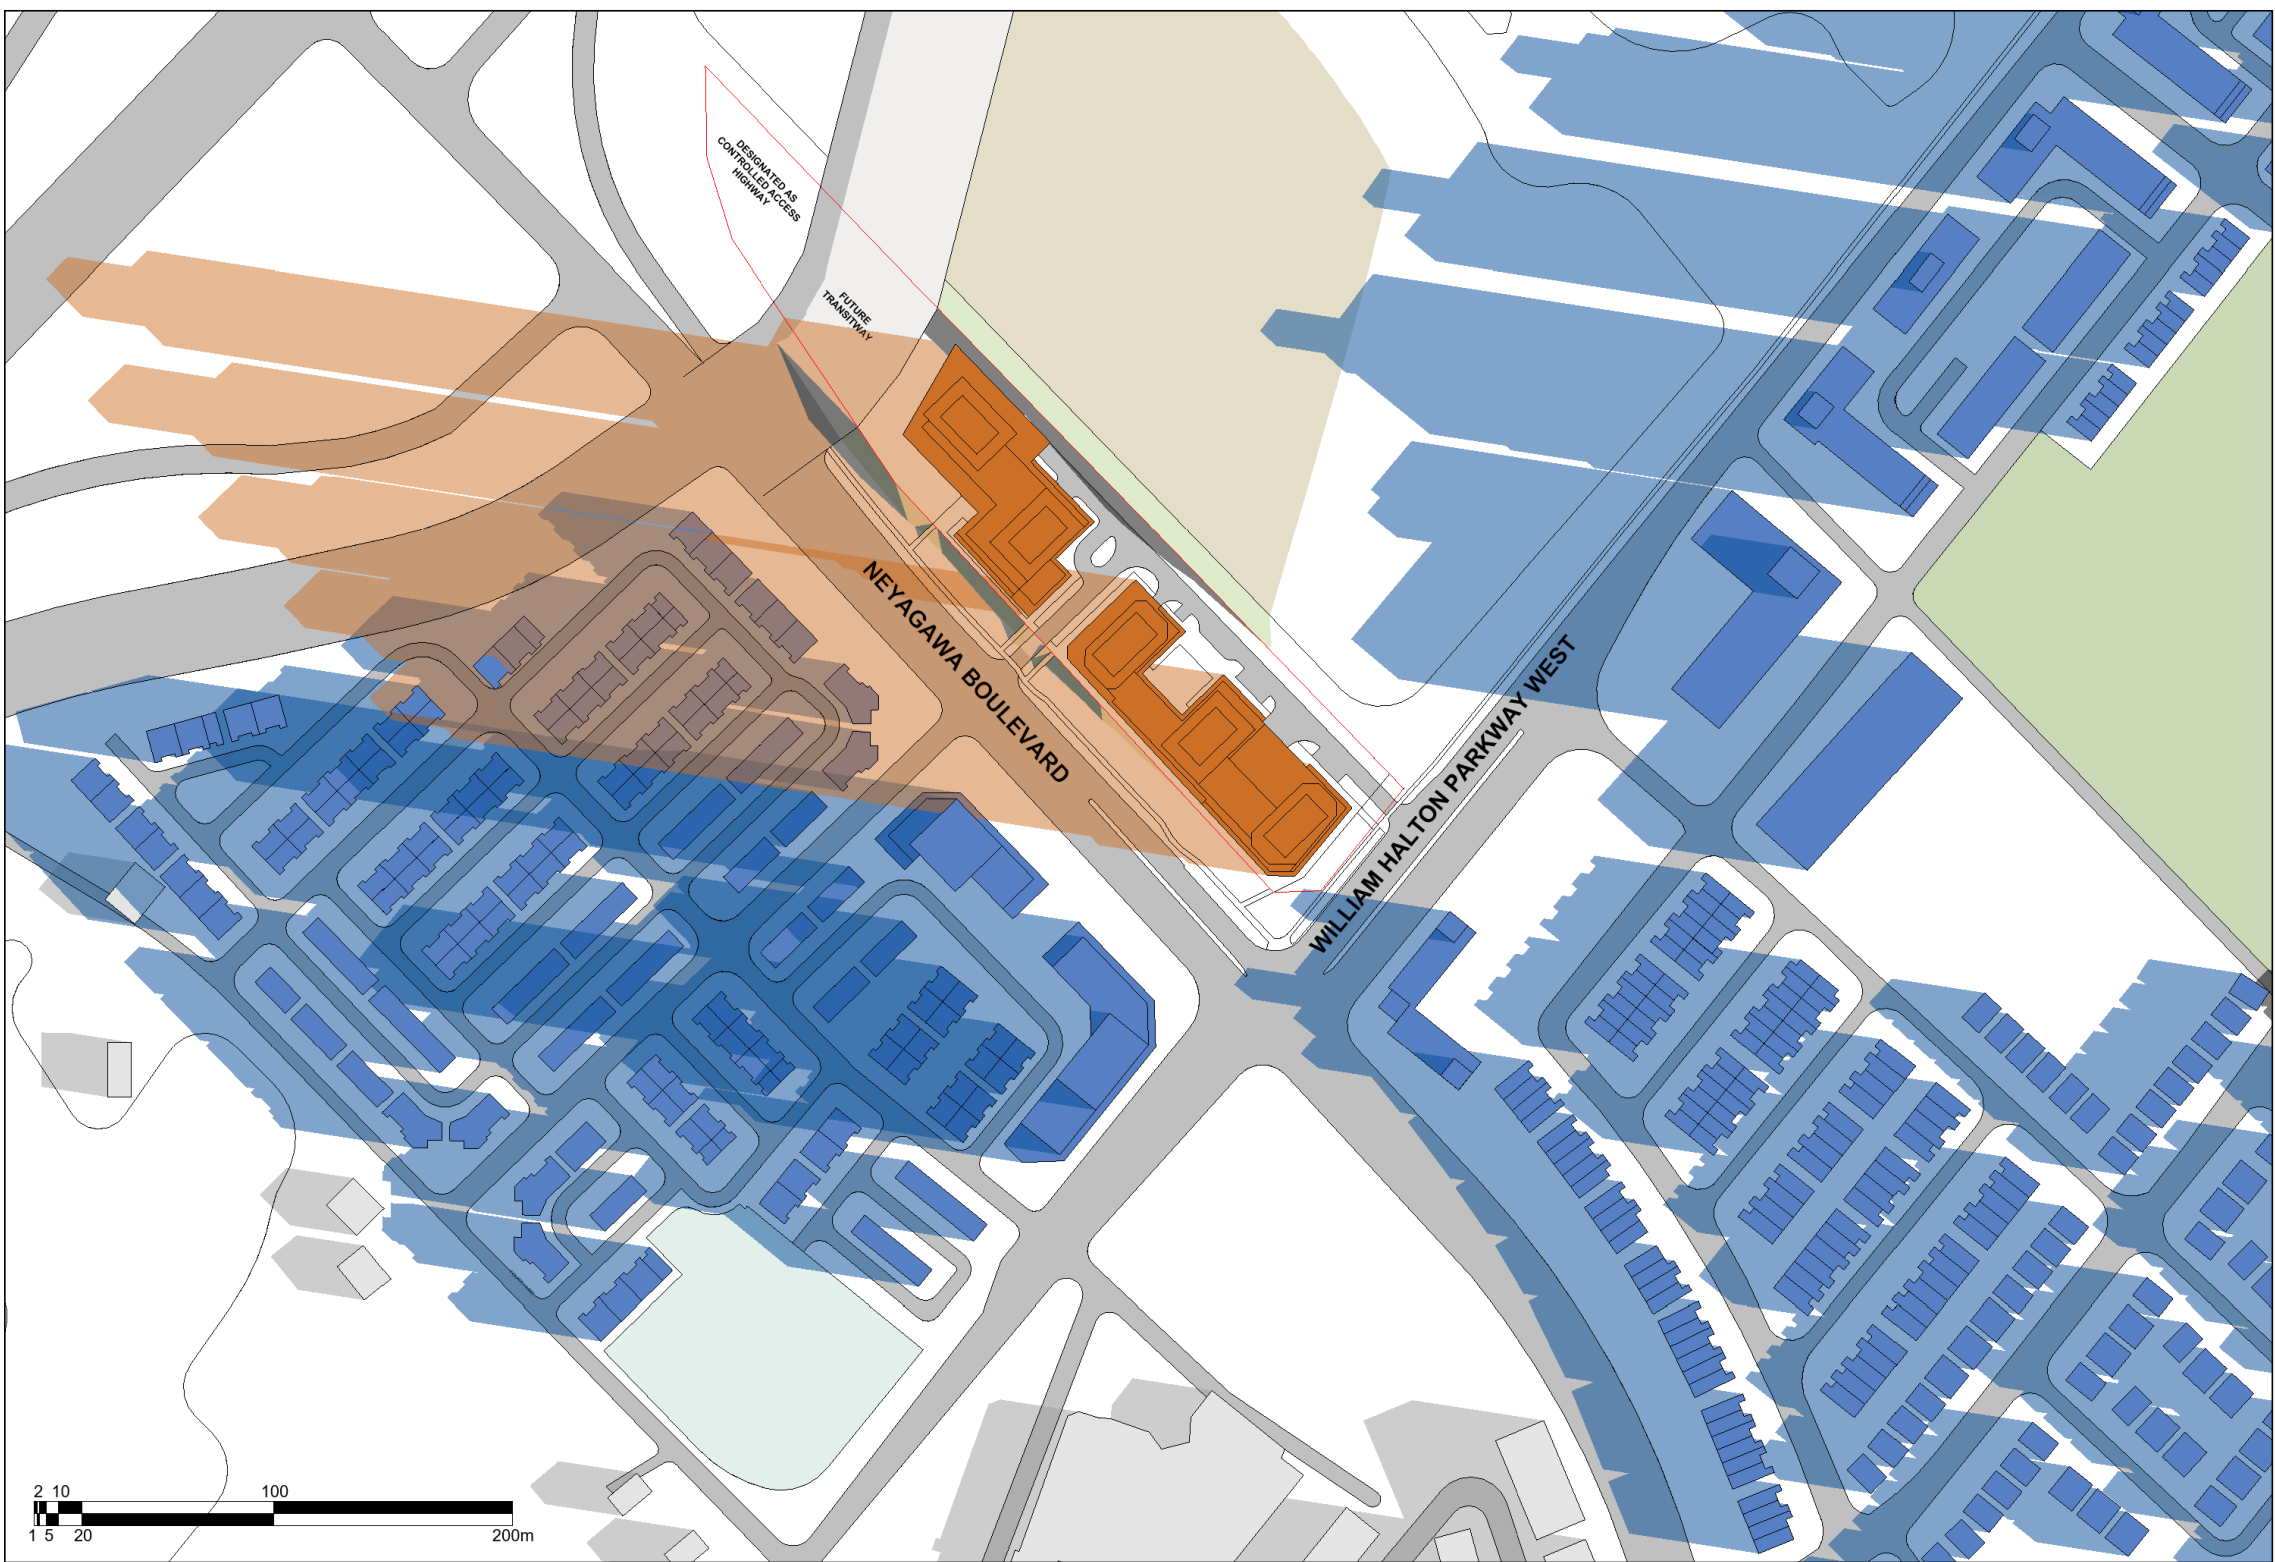 DESIGNATED AS
CONTROLLED ACCESS
HIGHWAY
FUTURE
TRANSITWAY
NEYAGAWA BOULEVARD
WILLIAM HALTON PARKWAY WEST
2 10 100
1 5 20 200m